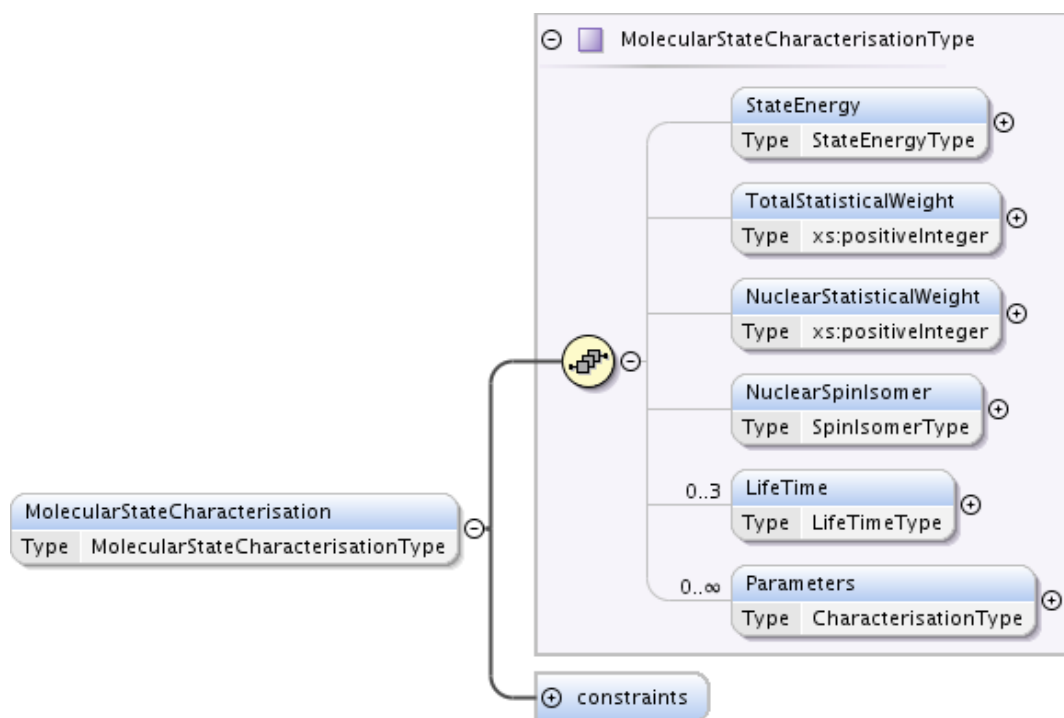 MolecularStateCharacterisationType
StateEnergy
Type StateEnergyType
TotalStatisticalWeight
Type xs:positiveInteger
NuclearStatisticalWeight
Type xs:positiveInteger
NuclearSpinIsomer
Type SpinIsomerType
0..3 LifeTime
Type LifeTimeType
MolecularStateCharacterisation
Type MolecularStateCharacterisationType
0..∞ Parameters
Type CharacterisationType
constraints